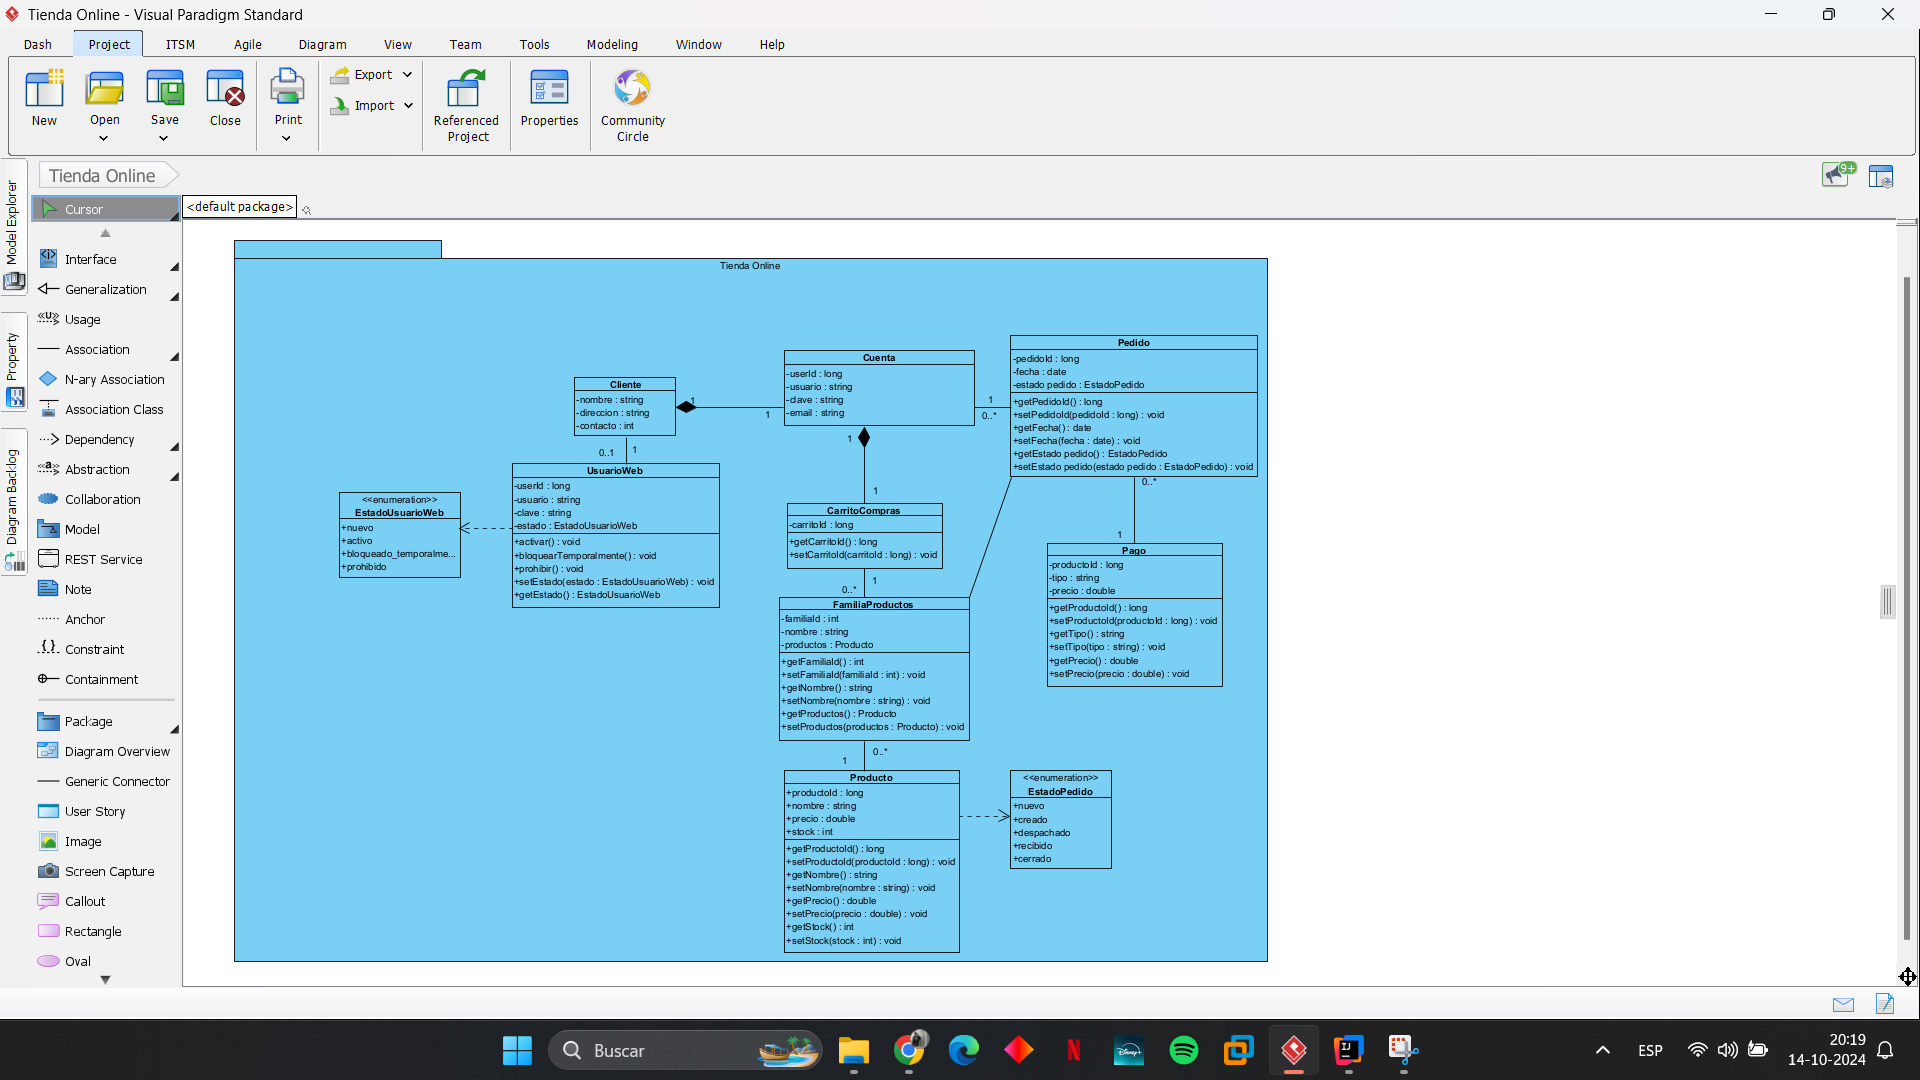 Tienda Online - Visual Paradigm Standard
Dash Project ITSM Agile Diagram View Team Tools Modeling Window Help
New
Open
Save
Close
Print
Export
Import
Referenced Project
Properties
Community Circle
Model Explorer
Property
Diagram Backlog
Tienda Online
9+
Cursor
<default package>
Interface
Generalization
Usage
Association
N-ary Association
Association Class
Dependency
Abstraction
Collaboration
Model
REST Service
Note
Anchor
Constraint
Containment
Package
Diagram Overview
Generic Connector
User Story
Image
Screen Capture
Callout
Rectangle
Oval
Tienda Online
Cliente
-nombre : string
-direccion : string
-contacto : int
1
1
0..1
1
Cuenta
-userId : long
-usuario : string
-clave : string
-email : string
1
0..*
1
1
Pedido
-pedidoId : long
-fecha : date
-estado pedido : EstadoPedido
+getPedidoId() : long
+setPedidoId(pedidoId : long) : void
+getFecha() : date
+setFecha(fecha : date) : void
+getEstado pedido() : EstadoPedido
+setEstado pedido(estado pedido : EstadoPedido) : void
0..*
1
UsuarioWeb
-userId : long
-usuario : string
-clave : string
-estado : EstadoUsuarioWeb
+activar() : void
+bloquearTemporalmente() : void
+prohibir() : void
+setEstado(estado : EstadoUsuarioWeb) : void
+getEstado() : EstadoUsuarioWeb
<<enumeration>>
EstadoUsuarioWeb
+nuevo
+activo
+bloqueado_temporalme...
+prohibido
CarritoCompras
-carritoId : long
+getCarritoId() : long
+setCarritoId(carritoId : long) : void
1
0..*
Pago
-productoId : long
-tipo : string
-precio : double
+getProductoId() : long
+setProductoId(productoId : long) : void
+getTipo() : string
+setTipo(tipo : string) : void
+getPrecio() : double
+setPrecio(precio : double) : void
FamiliaProductos
-familiaId : int
-nombre : string
-productos : Producto
+getFamiliaId() : int
+setFamiliaId(familiaId : int) : void
+getNombre() : string
+setNombre(nombre : string) : void
+getProductos() : Producto
+setProductos(productos : Producto) : void
0..*
1
Producto
+productoId : long
+nombre : string
+precio : double
+stock : int
+getProductoId() : long
+setProductoId(productoId : long) : void
+getNombre() : string
+setNombre(nombre : string) : void
+getPrecio() : double
+setPrecio(precio : double) : void
+getStock() : int
+setStock(stock : int) : void
<<enumeration>>
EstadoPedido
+nuevo
+creado
+despachado
+recibido
+cerrado
Buscar
Disney+
ESP
20:19
14-10-2024